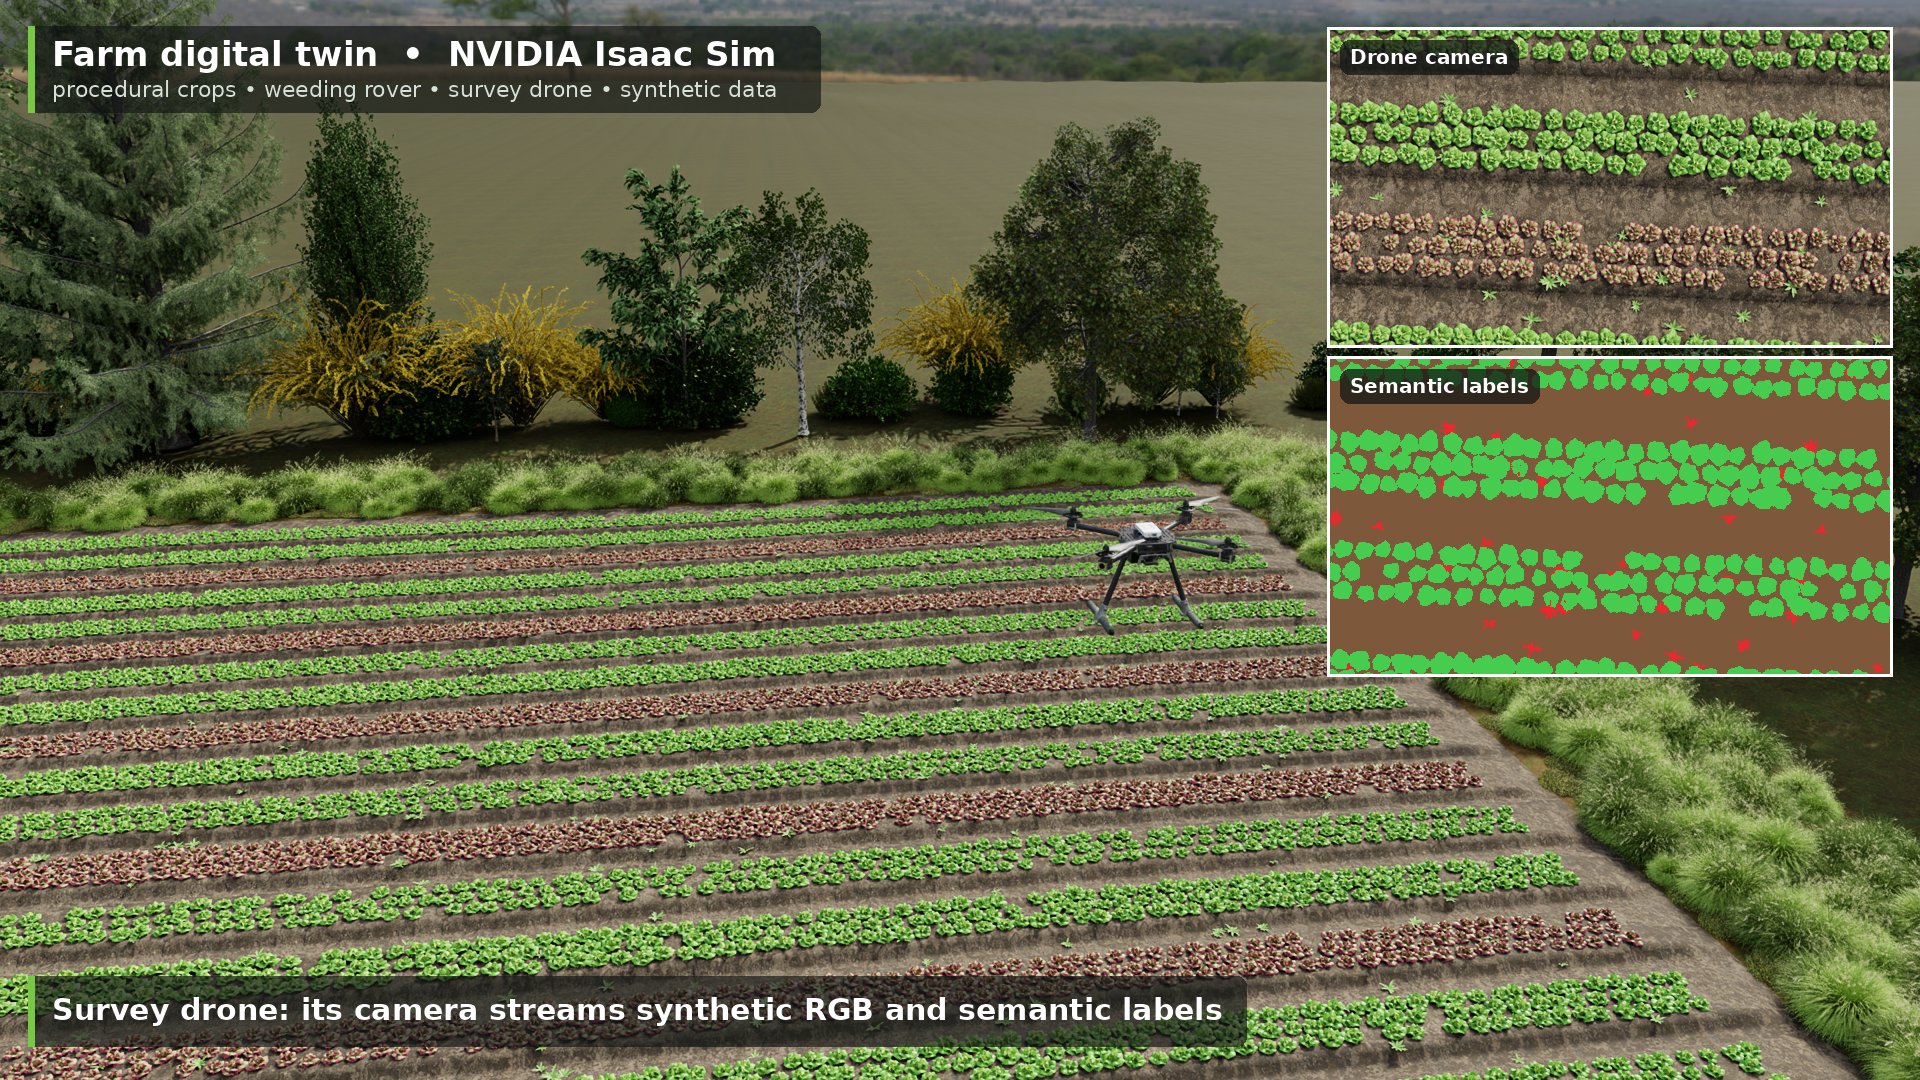 Farm digital twin • NVIDIA Isaac Sim
procedural crops • weeding rover • survey drone • synthetic data
Drone camera
Semantic labels
Survey drone: its camera streams synthetic RGB and semantic labels